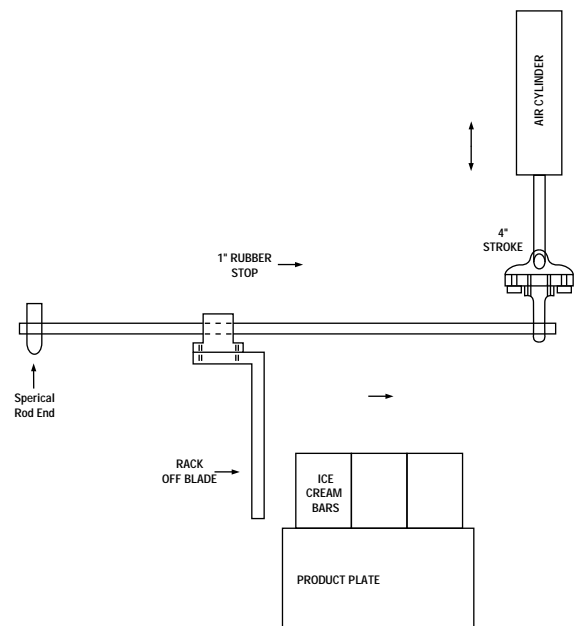 AIR CYLINDER
4"
STROKE
1" RUBBER
STOP
Sperical
Rod End
RACK
OFF BLADE
ICE
CREAM
BARS
PRODUCT PLATE